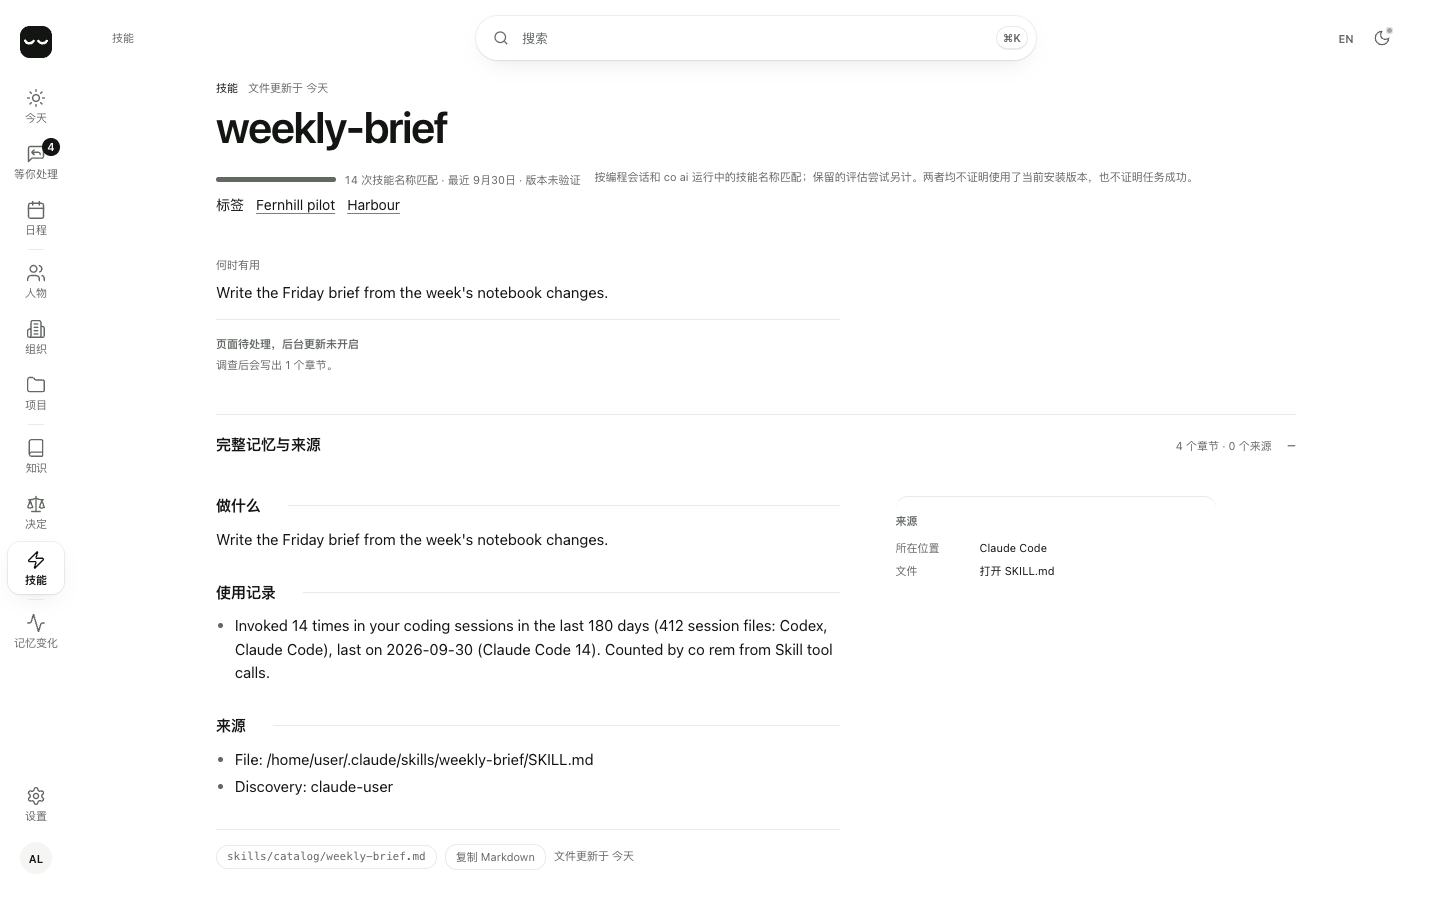 技能
搜索
⌘K
EN
今天
4
等你处理
日程
人物
组织
项目
知识
决定
技能
记忆变化
设置
AL
技能 文件更新于 今天
weekly-brief
14 次技能名称匹配 · 最近 9月30日 · 版本未验证
按编程会话和 co ai 运行中的技能名称匹配；保留的评估尝试另计。两者均不证明使用了当前安装版本，也不证明任务成功。
标签 Fernhill pilot Harbour
何时有用
Write the Friday brief from the week's notebook changes.
页面待处理，后台更新未开启
调查后会写出 1 个章节。
完整记忆与来源
4 个章节 · 0 个来源 –
做什么
Write the Friday brief from the week's notebook changes.
使用记录
Invoked 14 times in your coding sessions in the last 180 days (412 session files: Codex,
Claude Code), last on 2026-09-30 (Claude Code 14). Counted by co rem from Skill tool
calls.
来源
File: /home/user/.claude/skills/weekly-brief/SKILL.md
Discovery: claude-user
skills/catalog/weekly-brief.md 复制 Markdown 文件更新于 今天
来源
所在位置 Claude Code
文件 打开 SKILL.md